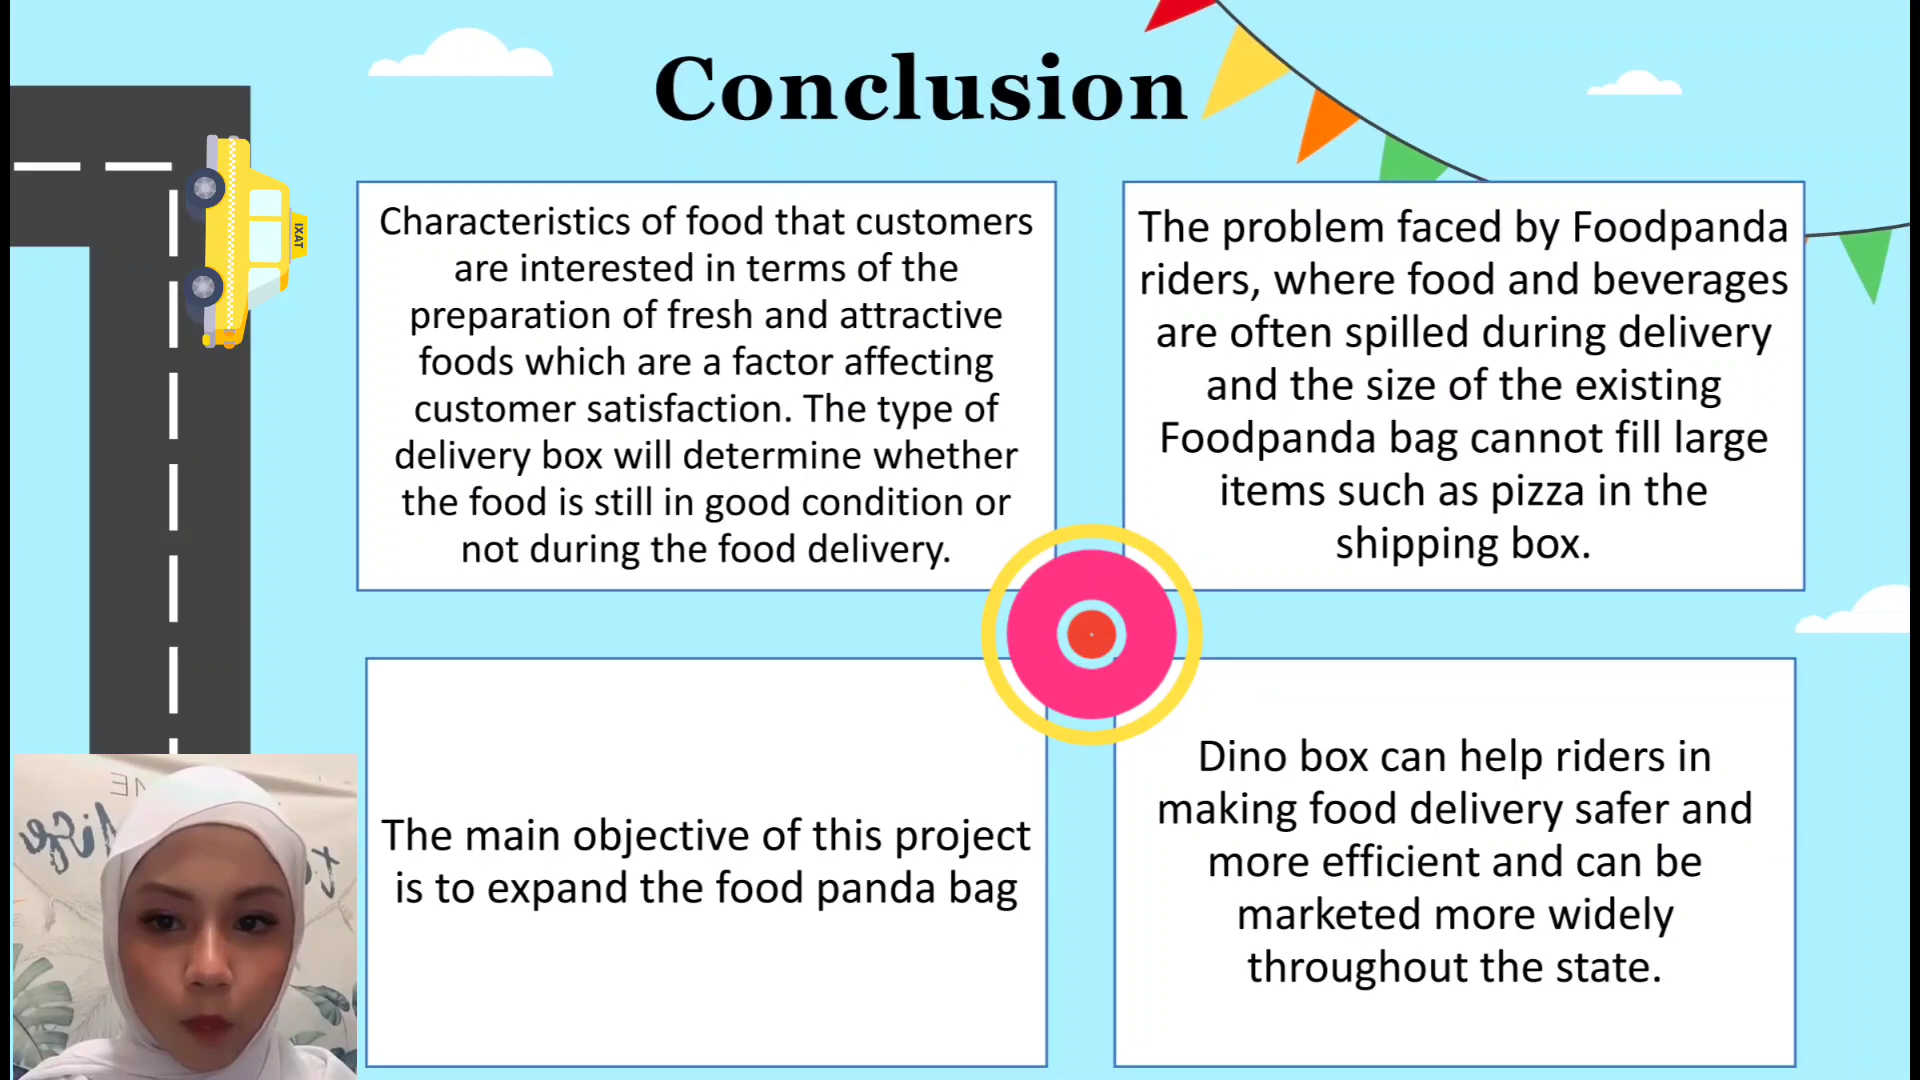 Conclusion
Characteristics of food that customers
are interested in terms of the
preparation of fresh and attractive
foods which are a factor affecting
customer satisfaction. The type of
delivery box will determine whether
the food is still in good condition or
not during the food delivery.
The problem faced by Foodpanda
riders, where food and beverages
are often spilled during delivery
and the size of the existing
Foodpanda bag cannot fill large
items such as pizza in the
shipping box.
The main objective of this project
is to expand the food panda bag
Dino box can help riders in
making food delivery safer and
more efficient and can be
marketed more widely
throughout the state.
TAXI